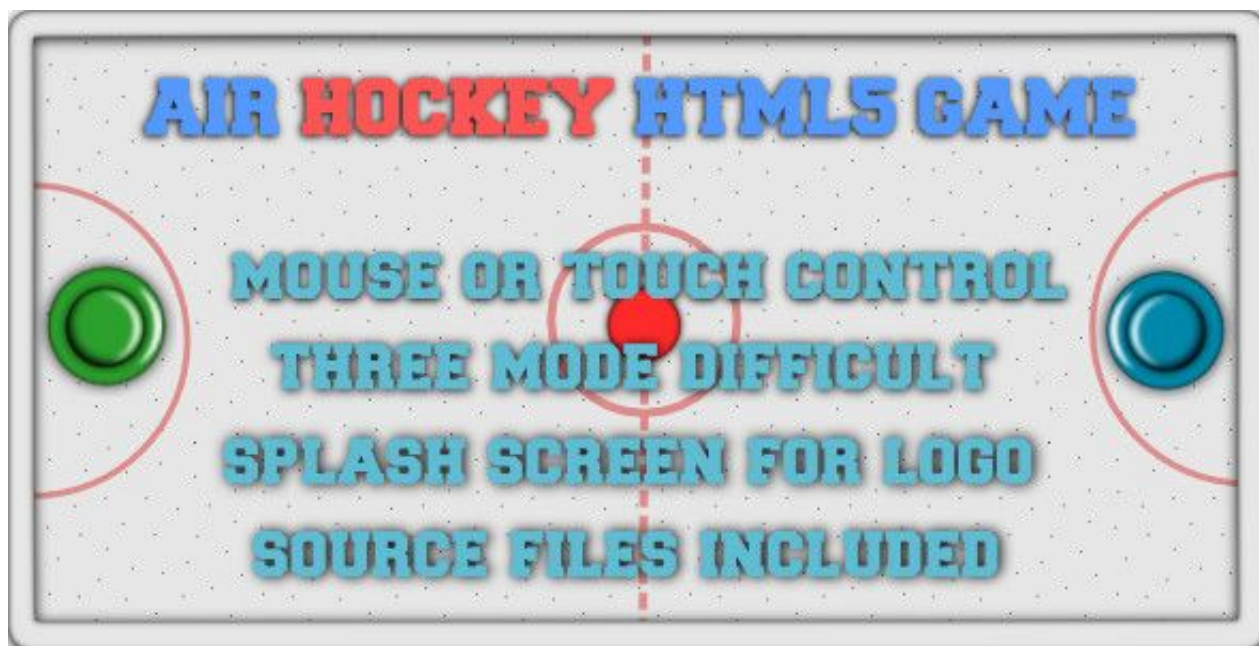 AIR HOCKEY HTML5 GAME
MOUSE OR TOUCH CONTROL
THREE MODE DIFFICULT
SPLASH SCREEN FOR LOGO
SOURCE FILES INCLUDED